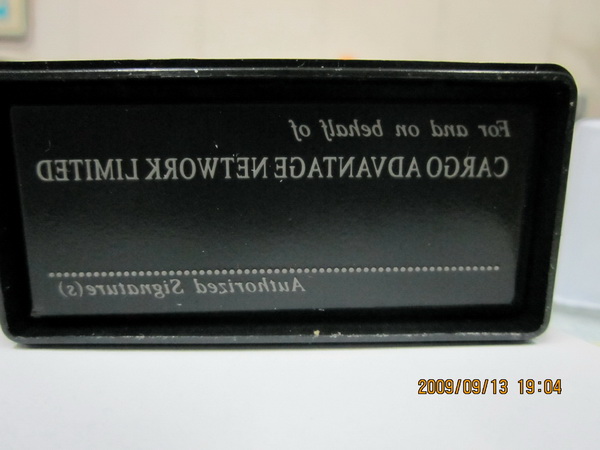 For and on behalf of
CARGO ADVANTAGE NETWORK LIMITED
Authorized Signature(s)
2009/09/13 19:04